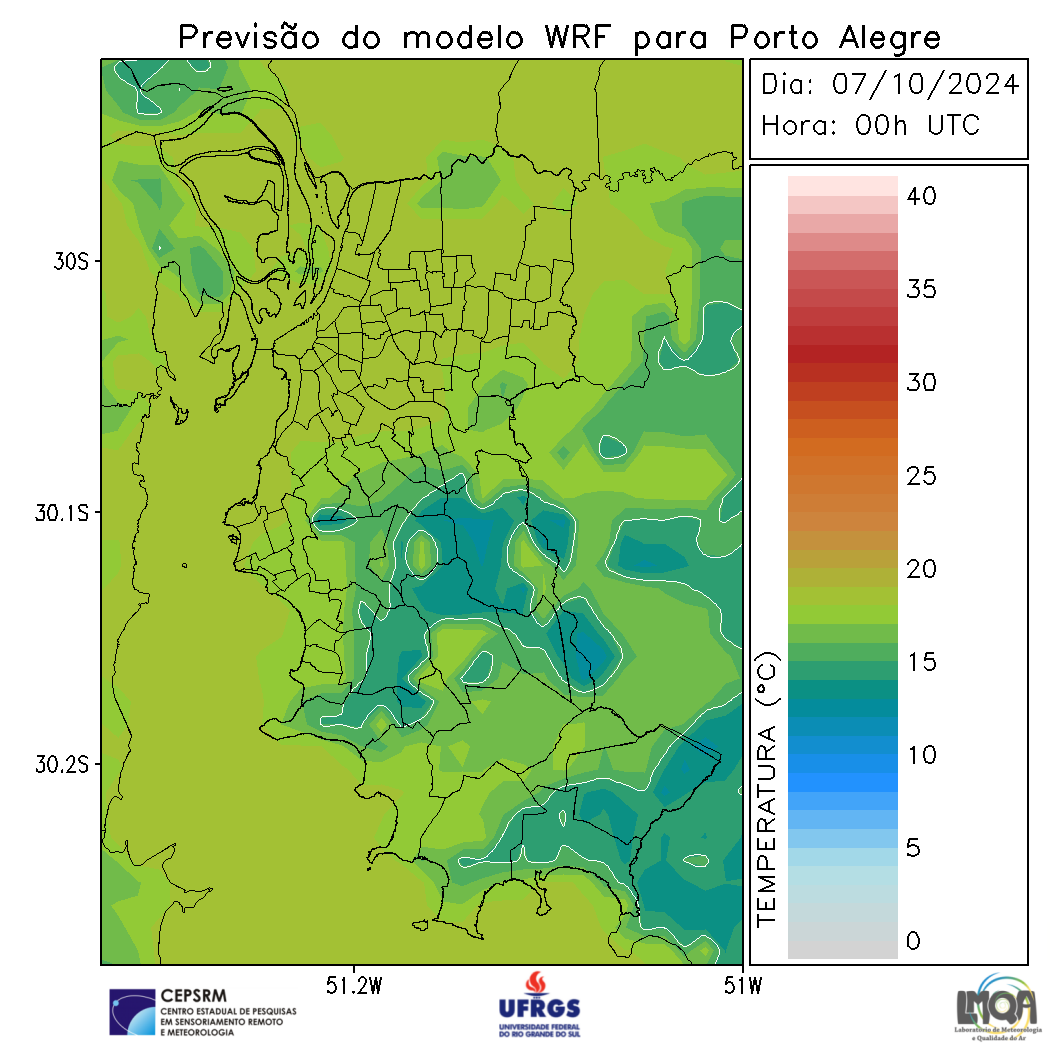 Previsão do modelo WRF para Porto Alegre
Dia: 07/10/2024
Hora: 00h UTC
40
35
30
25
20
15
10
5
0
TEMPERATURA (°C)
30S
30.1S
30.2S
51.2W
51W
CEPSRM
CENTRO ESTADUAL DE PESQUISAS
EM SENSORIAMENTO REMOTO
E METEOROLOGIA
UFRGS
UNIVERSIDADE FEDERAL
DO RIO GRANDE DO SUL
LMQA
Laboratório de Meteorologia
e Qualidade do Ar